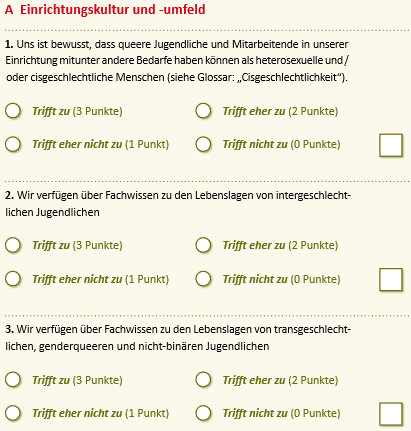 A Einrichtungskultur und -umfeld
1. Uns ist bewusst, dass queere Jugendliche und Mitarbeitende in unserer
Einrichtung mitunter andere Bedarfe haben können als heterosexuelle und/
oder cisgeschlechtliche Menschen (siehe Glossar: „Cisgeschlechtlichkeit“).
Trifft zu (3 Punkte) Trifft eher zu (2 Punkte)
Trifft eher nicht zu (1 Punkt) Trifft nicht zu (0 Punkte)
2. Wir verfügen über Fachwissen zu den Lebenslagen von intergeschlecht-
lichen Jugendlichen
Trifft zu (3 Punkte) Trifft eher zu (2 Punkte)
Trifft eher nicht zu (1 Punkt) Trifft nicht zu (0 Punkte)
3. Wir verfügen über Fachwissen zu den Lebenslagen von transgeschlecht-
lichen, genderqueeren und nicht-binären Jugendlichen
Trifft zu (3 Punkte) Trifft eher zu (2 Punkte)
Trifft eher nicht zu (1 Punkt) Trifft nicht zu (0 Punkte)